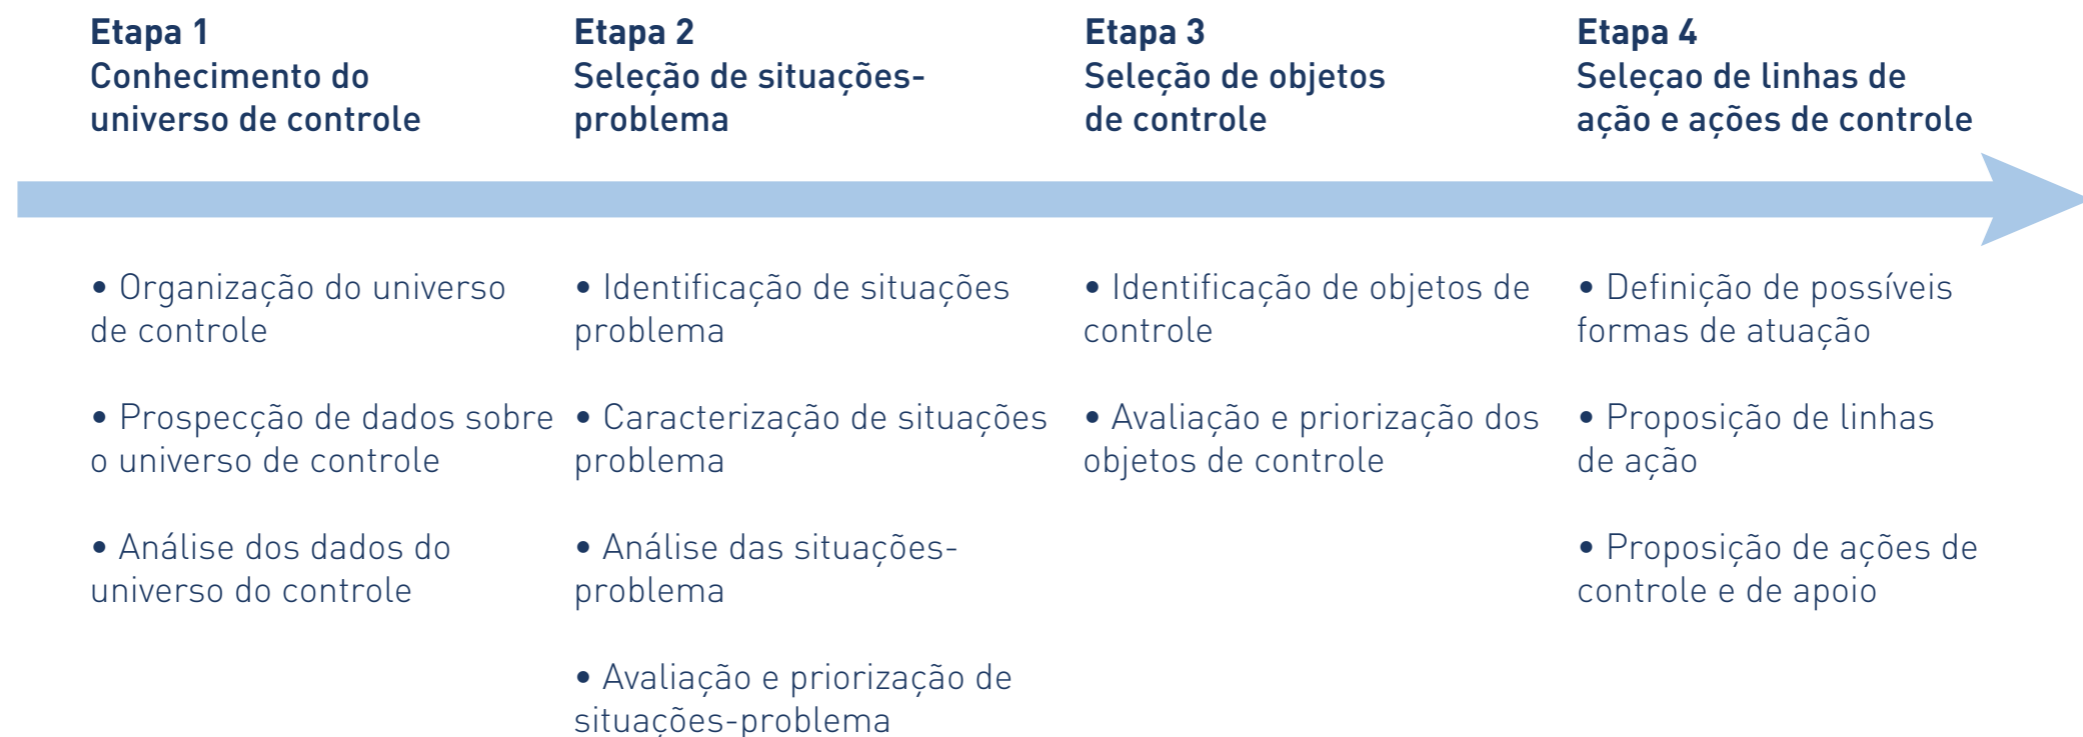 Etapa 1
Conhecimento do
universo de controle
Etapa 2
Seleção de situações-
problema
Etapa 3
Seleção de objetos
de controle
Etapa 4
Seleçao de linhas de
ação e ações de controle
• Organização do universo
de controle
• Prospecção de dados sobre
o universo de controle
• Análise dos dados do
universo do controle
• Identificação de situações
problema
• Caracterização de situações
problema
• Análise das situações-
problema
• Avaliação e priorização de
situações-problema
• Identificação de objetos de
controle
• Avaliação e priorização dos
objetos de controle
• Definição de possíveis
formas de atuação
• Proposição de linhas
de ação
• Proposição de ações de
controle e de apoio